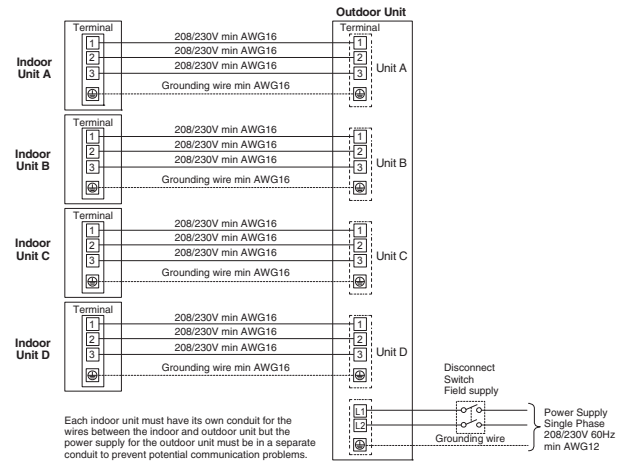 Outdoor Unit
Terminal
Terminal
Indoor
Unit A
1
2
3
208/230V min AWG16
208/230V min AWG16
208/230V min AWG16
Grounding wire min AWG16
1
2
3
Unit A
Terminal
Indoor
Unit B
1
2
3
208/230V min AWG16
208/230V min AWG16
208/230V min AWG16
Grounding wire min AWG16
1
2
3
Unit B
Terminal
Indoor
Unit C
1
2
3
208/230V min AWG16
208/230V min AWG16
208/230V min AWG16
Grounding wire min AWG16
1
2
3
Unit C
Terminal
Indoor
Unit D
1
2
3
208/230V min AWG16
208/230V min AWG16
208/230V min AWG16
Grounding wire min AWG16
1
2
3
Unit D
Disconnect
Switch
Field supply
L1
L2
Grounding wire
Power Supply
Single Phase
208/230V 60Hz
min AWG12
Each indoor unit must have its own conduit for the
wires between the indoor and outdoor unit but the
power supply for the outdoor unit must be in a separate
conduit to prevent potential communication problems.